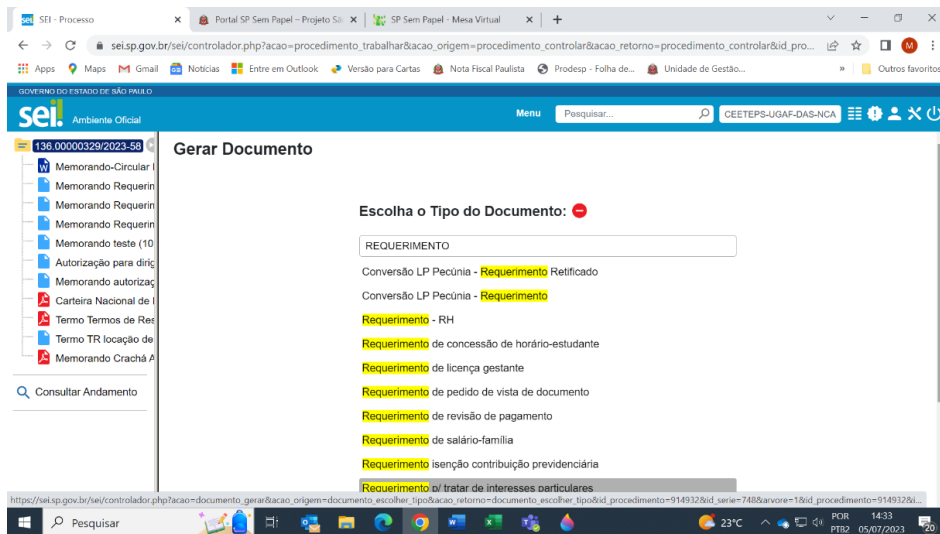 SEI - Processo
Portal SP Sem Papel – Projeto Sã
SP Sem Papel - Mesa Virtual
sei.sp.gov.br/sei/controlador.php?acao=procedimento_trabalhar&acao_origem=procedimento_controlar&acao_retorno=procedimento_controlar&id_pro...
M
Apps
Maps
Gmail
Notícias
Entre em Outlook
Versão para Cartas
Nota Fiscal Paulista
Prodesp - Folha de...
Unidade de Gestão...
»
Outros favoritos
GOVERNO DO ESTADO DE SÃO PAULO
sei!
Ambiente Oficial
Menu
Pesquisar...
CEETEPS-UGAF-DAS-NCA
136.00000329/2023-58
Memorando-Circular
Memorando Requerin
Memorando Requerin
Memorando Requerin
Memorando teste (10
Autorização para dirig
Memorando autorizaç
Carteira Nacional de
Termo Termos de Res
Termo TR locação de
Memorando Crachá A
Consultar Andamento
Gerar Documento
Escolha o Tipo do Documento:
REQUERIMENTO
Conversão LP Pecúnia - Requerimento Retificado
Conversão LP Pecúnia - Requerimento
Requerimento - RH
Requerimento de concessão de horário-estudante
Requerimento de licença gestante
Requerimento de pedido de vista de documento
Requerimento de revisão de pagamento
Requerimento de salário-família
Requerimento isenção contribuição previdenciária
Requerimento p/ tratar de interesses particulares
https://sei.sp.gov.br/sei/controlador.php?acao=documento_gerar&acao_origem=documento_escolher_tipo&acao_retorno=documento_escolher_tipo&id_procedimento=914932&id_serie=748&arvore=1&id_procedimento=914932&i...
Pesquisar
23°C
POR
PTB2
14:33
05/07/2023
20